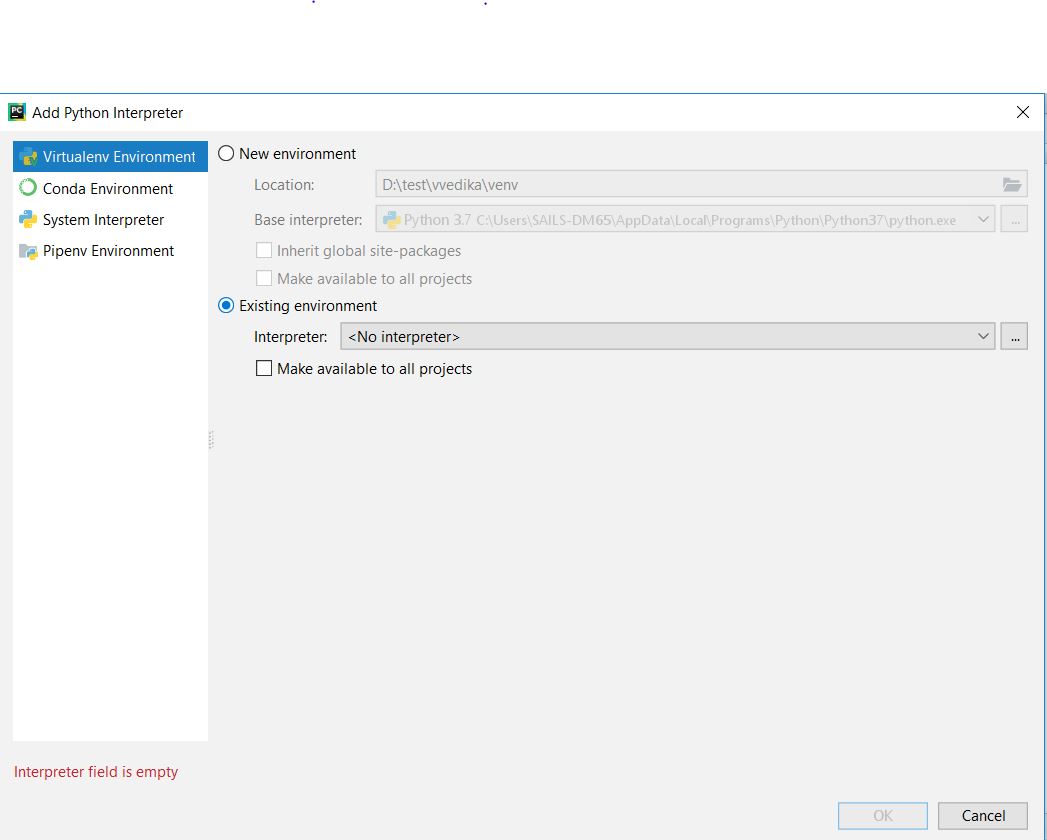 PC Add Python Interpreter
Virtualenv Environment
Conda Environment
System Interpreter
Pipenv Environment
New environment
Location: D:\test\vvedika\venv
Base interpreter: Python 3.7 C:\Users\SAILS-DM65\AppData\Local\Programs\Python\Python37\python.exe ...
Inherit global site-packages
Make available to all projects
Existing environment
Interpreter: <No interpreter> ...
Make available to all projects
Interpreter field is empty
OK Cancel